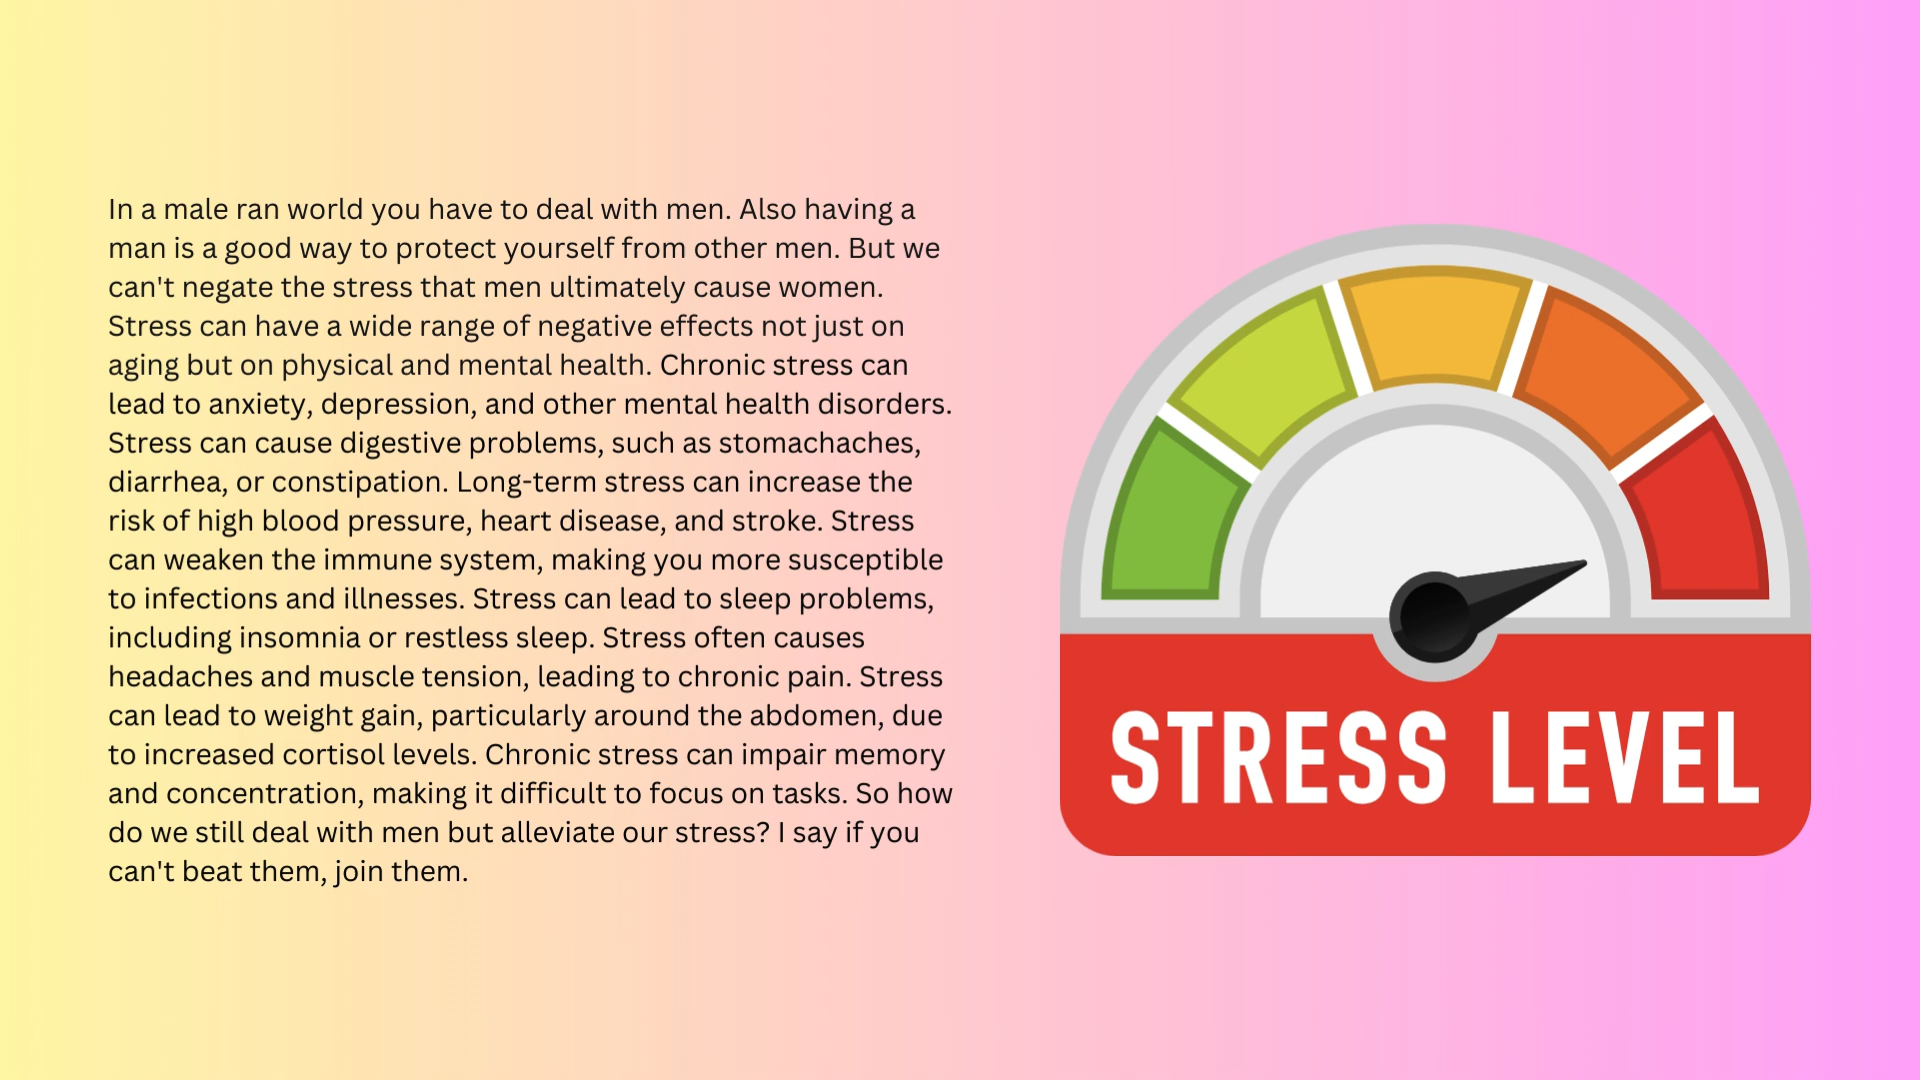 In a male ran world you have to deal with men. Also having a
man is a good way to protect yourself from other men. But we
can't negate the stress that men ultimately cause women.
Stress can have a wide range of negative effects not just on
aging but on physical and mental health. Chronic stress can
lead to anxiety, depression, and other mental health disorders.
Stress can cause digestive problems, such as stomachaches,
diarrhea, or constipation. Long-term stress can increase the
risk of high blood pressure, heart disease, and stroke. Stress
can weaken the immune system, making you more susceptible
to infections and illnesses. Stress can lead to sleep problems,
including insomnia or restless sleep. Stress often causes
headaches and muscle tension, leading to chronic pain. Stress
can lead to weight gain, particularly around the abdomen, due
to increased cortisol levels. Chronic stress can impair memory
and concentration, making it difficult to focus on tasks. So how
do we still deal with men but alleviate our stress? I say if you
can't beat them, join them.
STRESS LEVEL